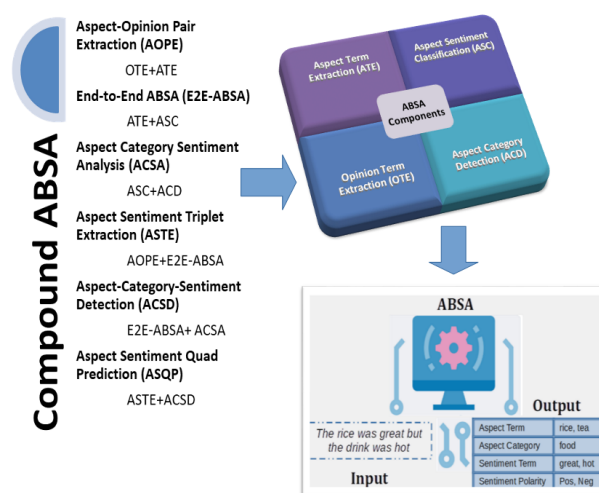 Compound ABSA
Aspect-Opinion Pair
Extraction (AOPE)
OTE+ATE
End-to-End ABSA (E2E-ABSA)
ATE+ASC
Aspect Category Sentiment
Analysis (ACSA)
ASC+ACD
Aspect Sentiment Triplet
Extraction (ASTE)
AOPE+E2E-ABSA
Aspect-Category-Sentiment
Detection (ACSD)
E2E-ABSA+ ACSA
Aspect Sentiment Quad
Prediction (ASQP)
ASTE+ACSD
Aspect Term
Extraction (ATE)
Aspect Sentiment
Classification (ASC)
ABSA
Components
Opinion Term
Extraction (OTE)
Aspect Category
Detection (ACD)
ABSA
The rice was great but
the drink was hot
Input
Output
Aspect Term rice, tea
Aspect Category food
Sentiment Term great, hot
Sentiment Polarity Pos, Neg